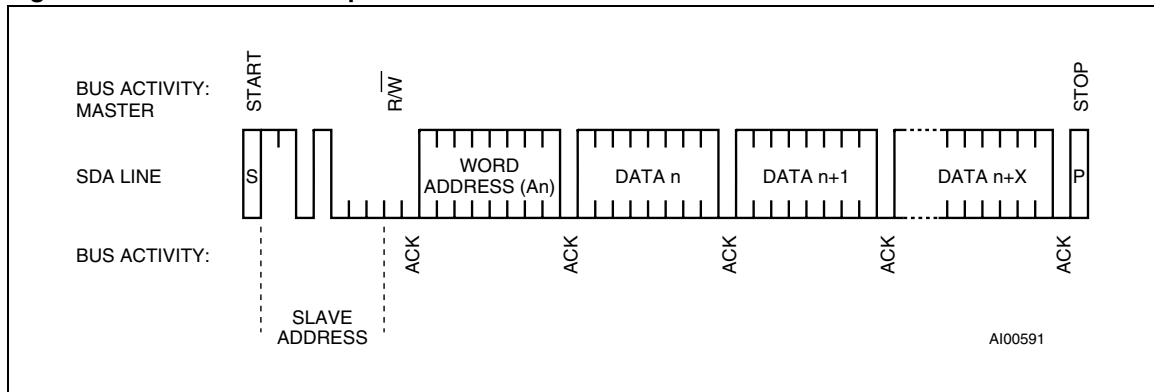 BUS ACTIVITY:
MASTER
START
R/W
STOP
SDA LINE
S
WORD
ADDRESS (An)
DATA n
DATA n+1
DATA n+X
P
BUS ACTIVITY:
ACK
ACK
ACK
ACK
ACK
SLAVE
ADDRESS
AI00591